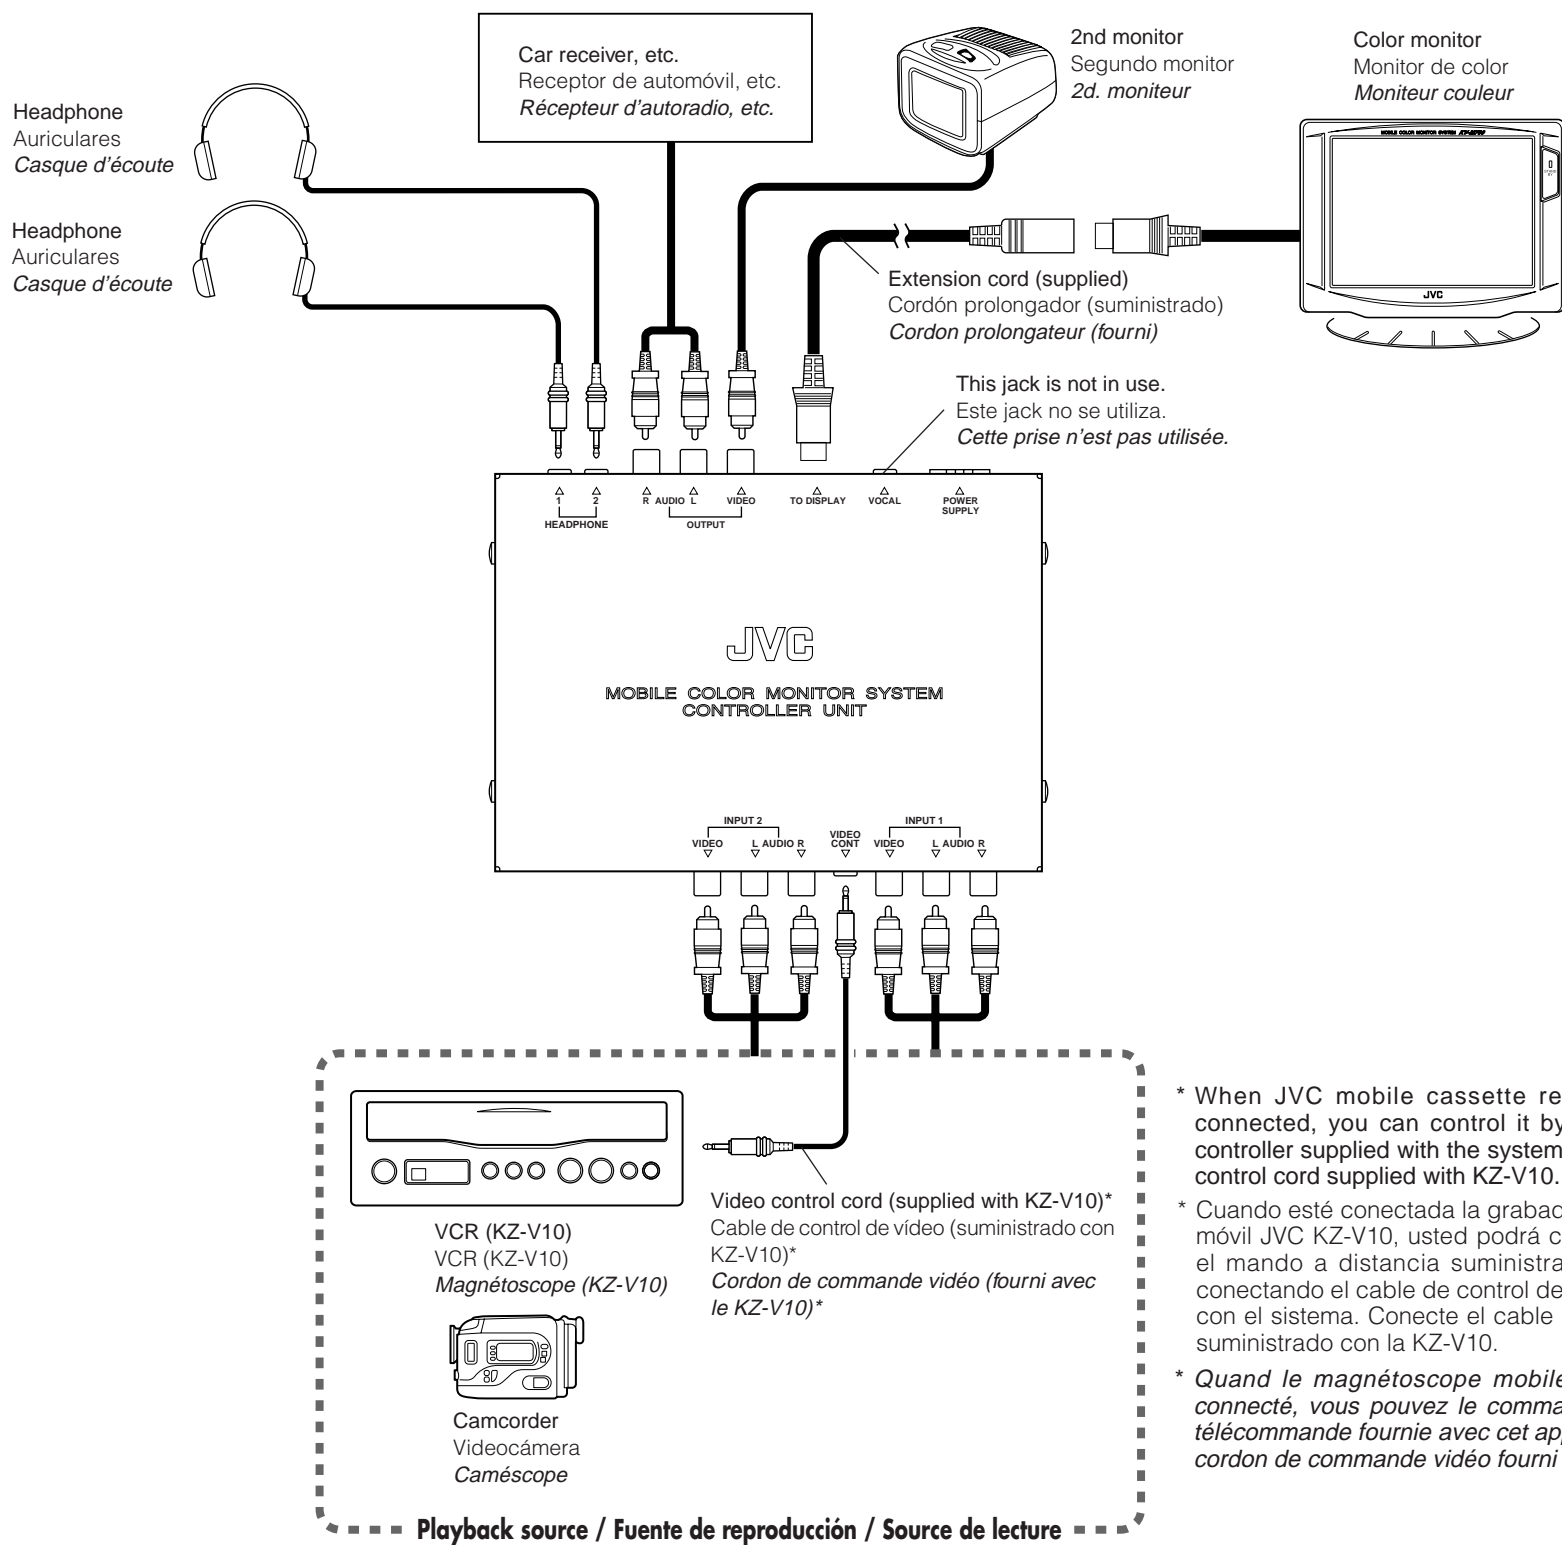 Car receiver, etc.
Receptor de automóvil, etc.
Récepteur d'autoradio, etc.
2nd monitor
Segundo monitor
2d. moniteur
Color monitor
Monitor de color
Moniteur couleur
Headphone
Auriculares
Casque d'écoute
Headphone
Auriculares
Casque d'écoute
MOBILE COLOR MONITOR SYSTEM
JVC
Extension cord (supplied)
Cordón prolongador (suministrado)
Cordon prolongateur (fourni)
This jack is not in use.
Este jack no se utiliza.
Cette prise n'est pas utilisée.
1 2 R AUDIO L VIDEO TO DISPLAY VOCAL POWER SUPPLY
HEADPHONE OUTPUT
JVC
MOBILE COLOR MONITOR SYSTEM
CONTROLLER UNIT
INPUT 2 INPUT 1
VIDEO L AUDIO R VIDEO CONT VIDEO L AUDIO R
VCR (KZ-V10)
VCR (KZ-V10)
Magnétoscope (KZ-V10)
Video control cord (supplied with KZ-V10)*
Cable de control de vídeo (suministrado con
KZ-V10)*
Cordon de commande vidéo (fourni avec
le KZ-V10)*
Camcorder
Videocámera
Caméscope
Playback source / Fuente de reproducción / Source de lecture
* When JVC mobile cassette re
connected, you can control it by
controller supplied with the system
control cord supplied with KZ-V10.
* Cuando esté conectada la grabad
móvil JVC KZ-V10, usted podrá c
el mando a distancia suministra
conectando el cable de control de
con el sistema. Conecte el cable
suministrado con la KZ-V10.
* Quand le magnétoscope mobile
connecté, vous pouvez le comma
télécommande fournie avec cet app
cordon de commande vidéo fourni